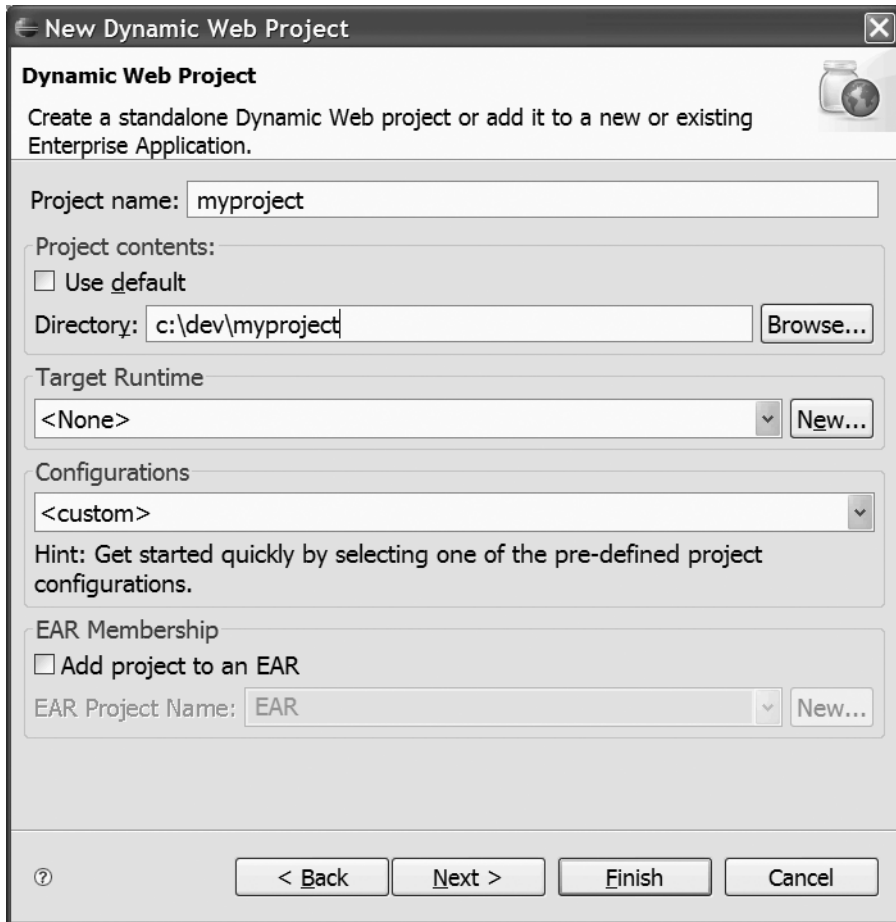 New Dynamic Web Project
Dynamic Web Project
Create a standalone Dynamic Web project or add it to a new or existing
Enterprise Application.
Project name: myproject
Project contents:
Use default
Directory: c:\dev\myproject Browse...
Target Runtime
<None> New...
Configurations
<custom>
Hint: Get started quickly by selecting one of the pre-defined project
configurations.
EAR Membership
Add project to an EAR
EAR Project Name: EAR New...
? < Back Next > Finish Cancel